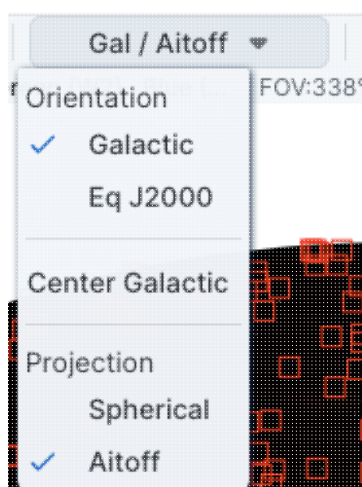 Gal / Aitoff
FOV:338°
Orientation
Galactic
Eq J2000
Center Galactic
Projection
Spherical
Aitoff